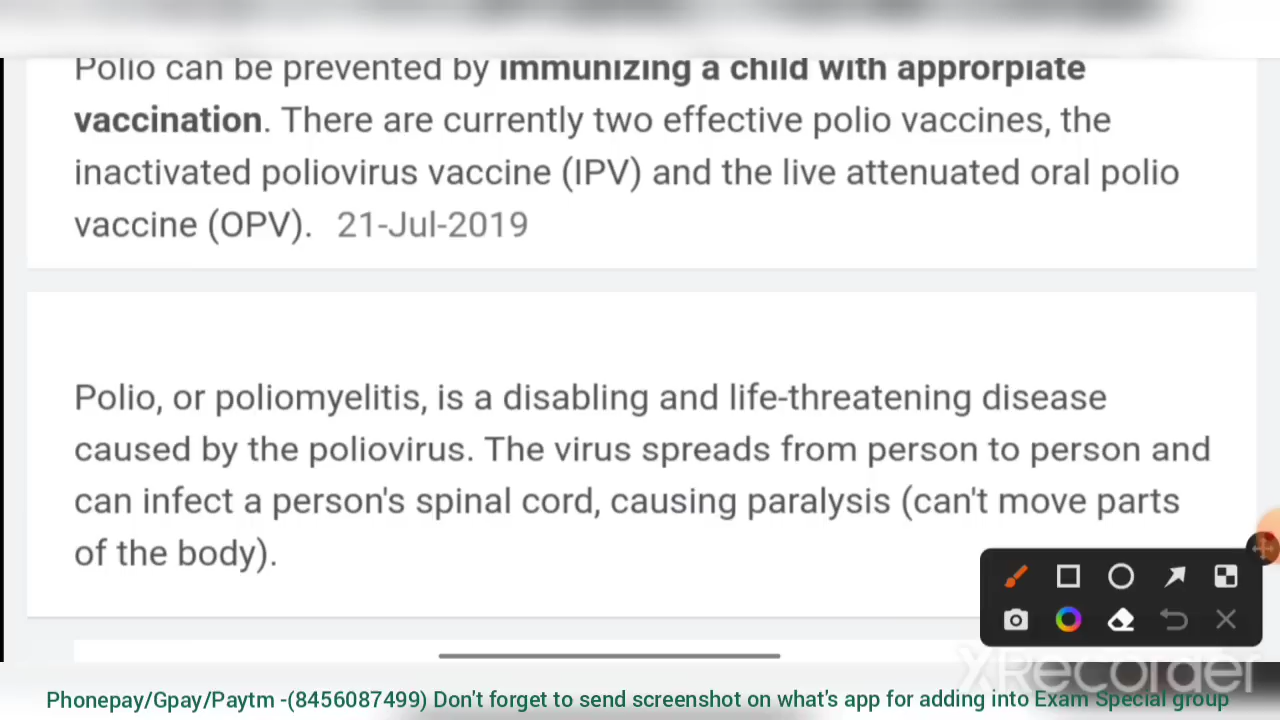 Polio can be prevented by immunizing a child with approrpiate
vaccination. There are currently two effective polio vaccines, the
inactivated poliovirus vaccine (IPV) and the live attenuated oral polio
vaccine (OPV). 21-Jul-2019
Polio, or poliomyelitis, is a disabling and life-threatening disease
caused by the poliovirus. The virus spreads from person to person and
can infect a person's spinal cord, causing paralysis (can't move parts
of the body).
XRecorder
Phonepay/Gpay/Paytm -(8456087499) Don't forget to send screenshot on what's app for adding into Exam Special group